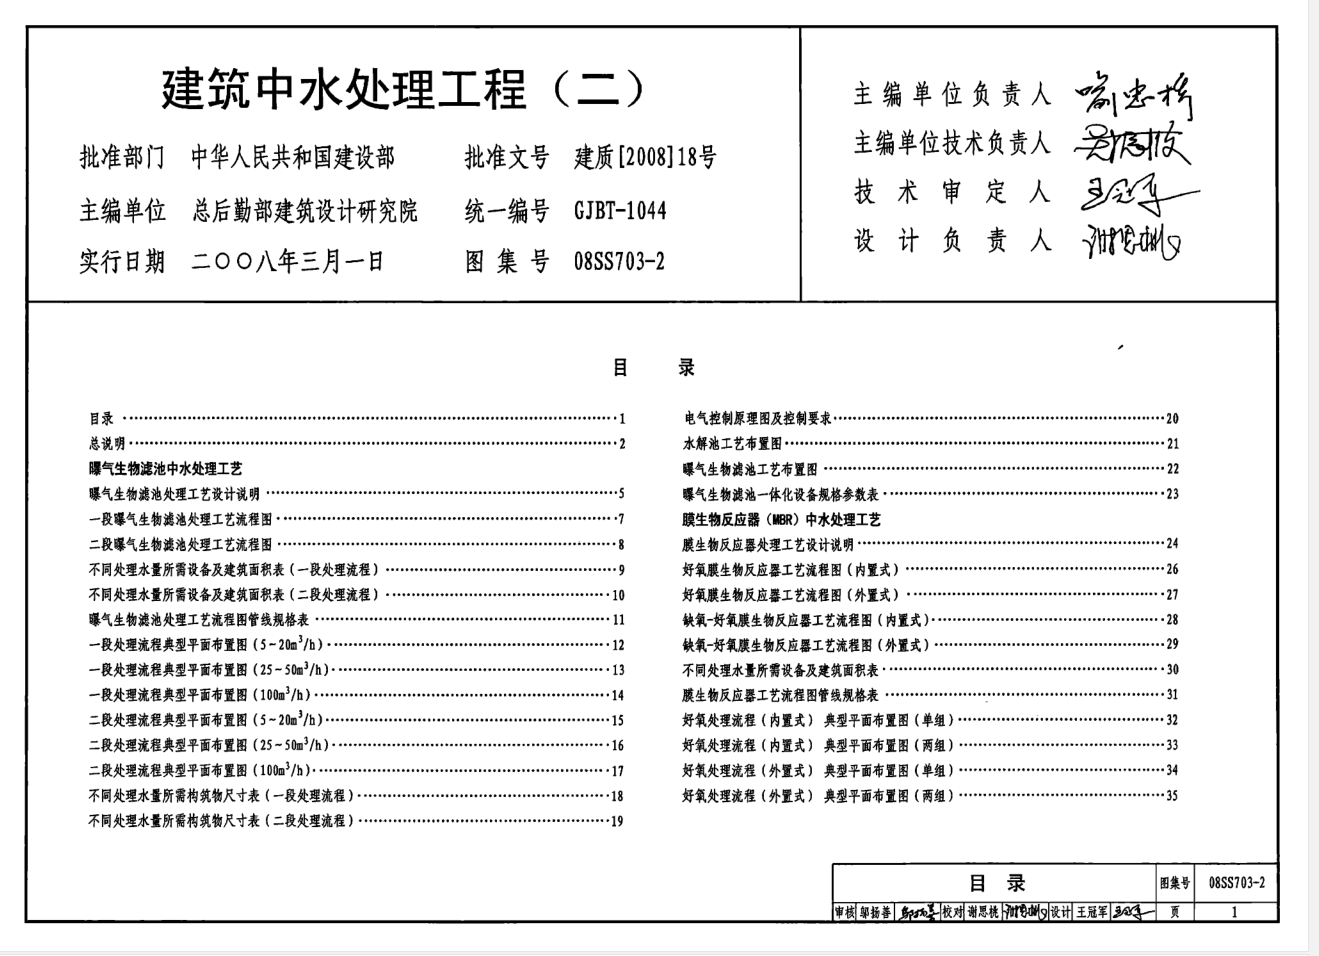 建筑中水处理工程（二）
批准部门 中华人民共和国建设部 批准文号 建质[2008]18号
主编单位 总后勤部建筑设计研究院 统一编号 GJBT-1044
实行日期 二〇〇八年三月一日 图集号 08SS703-2
主编单位负责人
主编单位技术负责人
技术审定人 王冠军
设计负责人
目 录
目录 1
总说明 2
曝气生物滤池中水处理工艺
曝气生物滤池处理工艺设计说明 5
一段曝气生物滤池处理工艺流程图 7
二段曝气生物滤池处理工艺流程图 8
不同处理水量所需设备及建筑面积表（一段处理流程） 9
不同处理水量所需设备及建筑面积表（二段处理流程） 10
曝气生物滤池工艺流程图管线规格表 11
一段处理流程典型平面布置图（5~20m³/h） 12
一段处理流程典型平面布置图（25~50m³/h） 13
一段处理流程典型平面布置图（100m³/h） 14
二段处理流程典型平面布置图（5~20m³/h） 15
二段处理流程典型平面布置图（25~50m³/h） 16
二段处理流程典型平面布置图（100m³/h） 17
不同处理水量所需构筑物尺寸表（一段处理流程） 18
不同处理水量所需构筑物尺寸表（二段处理流程） 19
电气控制原理图及控制要求 20
水解池工艺布置图 21
曝气生物滤池工艺布置图 22
曝气生物滤池一体化设备规格参数表 23
膜生物反应器（MBR）中水处理工艺
膜生物反应器处理工艺设计说明 24
好氧膜生物反应器工艺流程图（内置式） 26
好氧膜生物反应器工艺流程图（外置式） 27
缺氧-好氧膜生物反应器工艺流程图（内置式） 28
缺氧-好氧膜生物反应器工艺流程图（外置式） 29
不同处理水量所需设备及建筑面积表 30
膜生物反应器工艺流程图管线规格表 31
好氧处理流程（内置式） 典型平面布置图（单组） 32
好氧处理流程（内置式） 典型平面布置图（两组） 33
好氧处理流程（外置式） 典型平面布置图（单组） 34
好氧处理流程（外置式） 典型平面布置图（两组） 35
目 录 图集号 08SS703-2
审核 邬扬善 校对 谢思桃 设计 王冠军 页 1